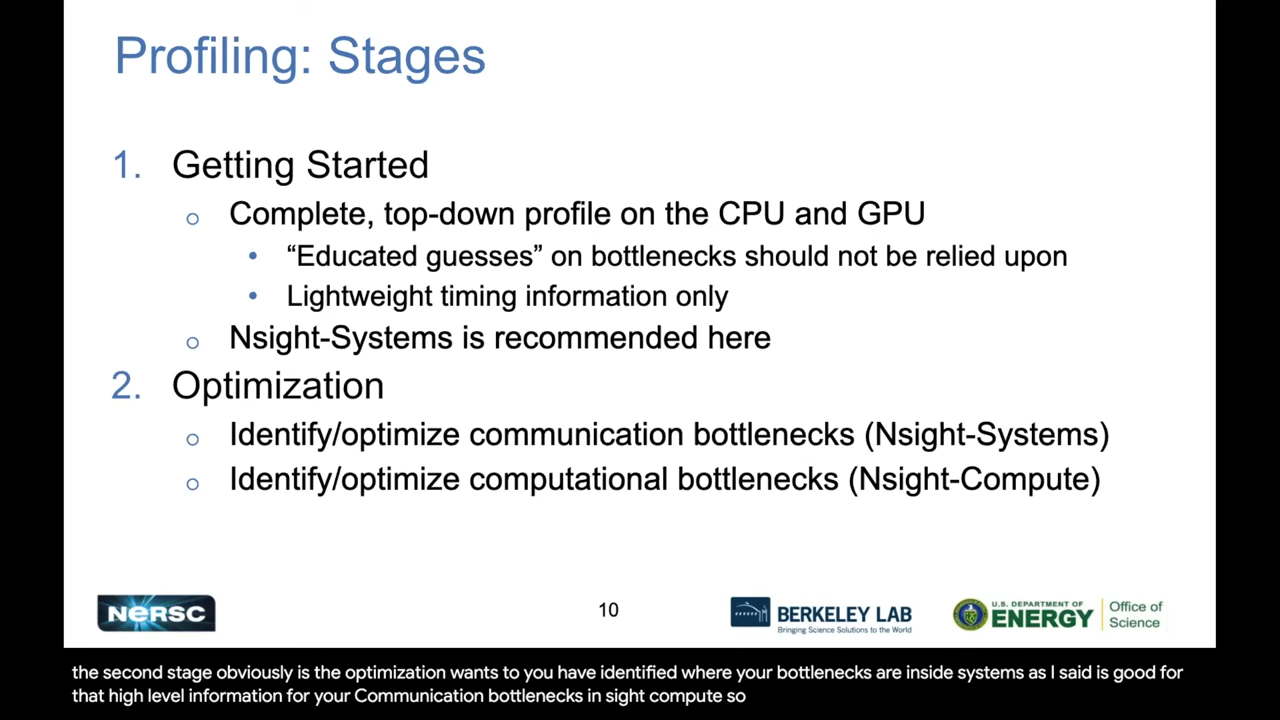 Profiling: Stages
1. Getting Started
○ Complete, top-down profile on the CPU and GPU
• “Educated guesses” on bottlenecks should not be relied upon
• Lightweight timing information only
○ Nsight-Systems is recommended here
2. Optimization
○ Identify/optimize communication bottlenecks (Nsight-Systems)
○ Identify/optimize computational bottlenecks (Nsight-Compute)
NERSC
10
BERKELEY LAB
Bringing Science Solutions to the World
U.S. DEPARTMENT OF
ENERGY
Office of
Science
the second stage obviously is the optimization wants to you have identified where your bottlenecks are inside systems as I said is good for
that high level information for your Communication bottlenecks in sight compute so